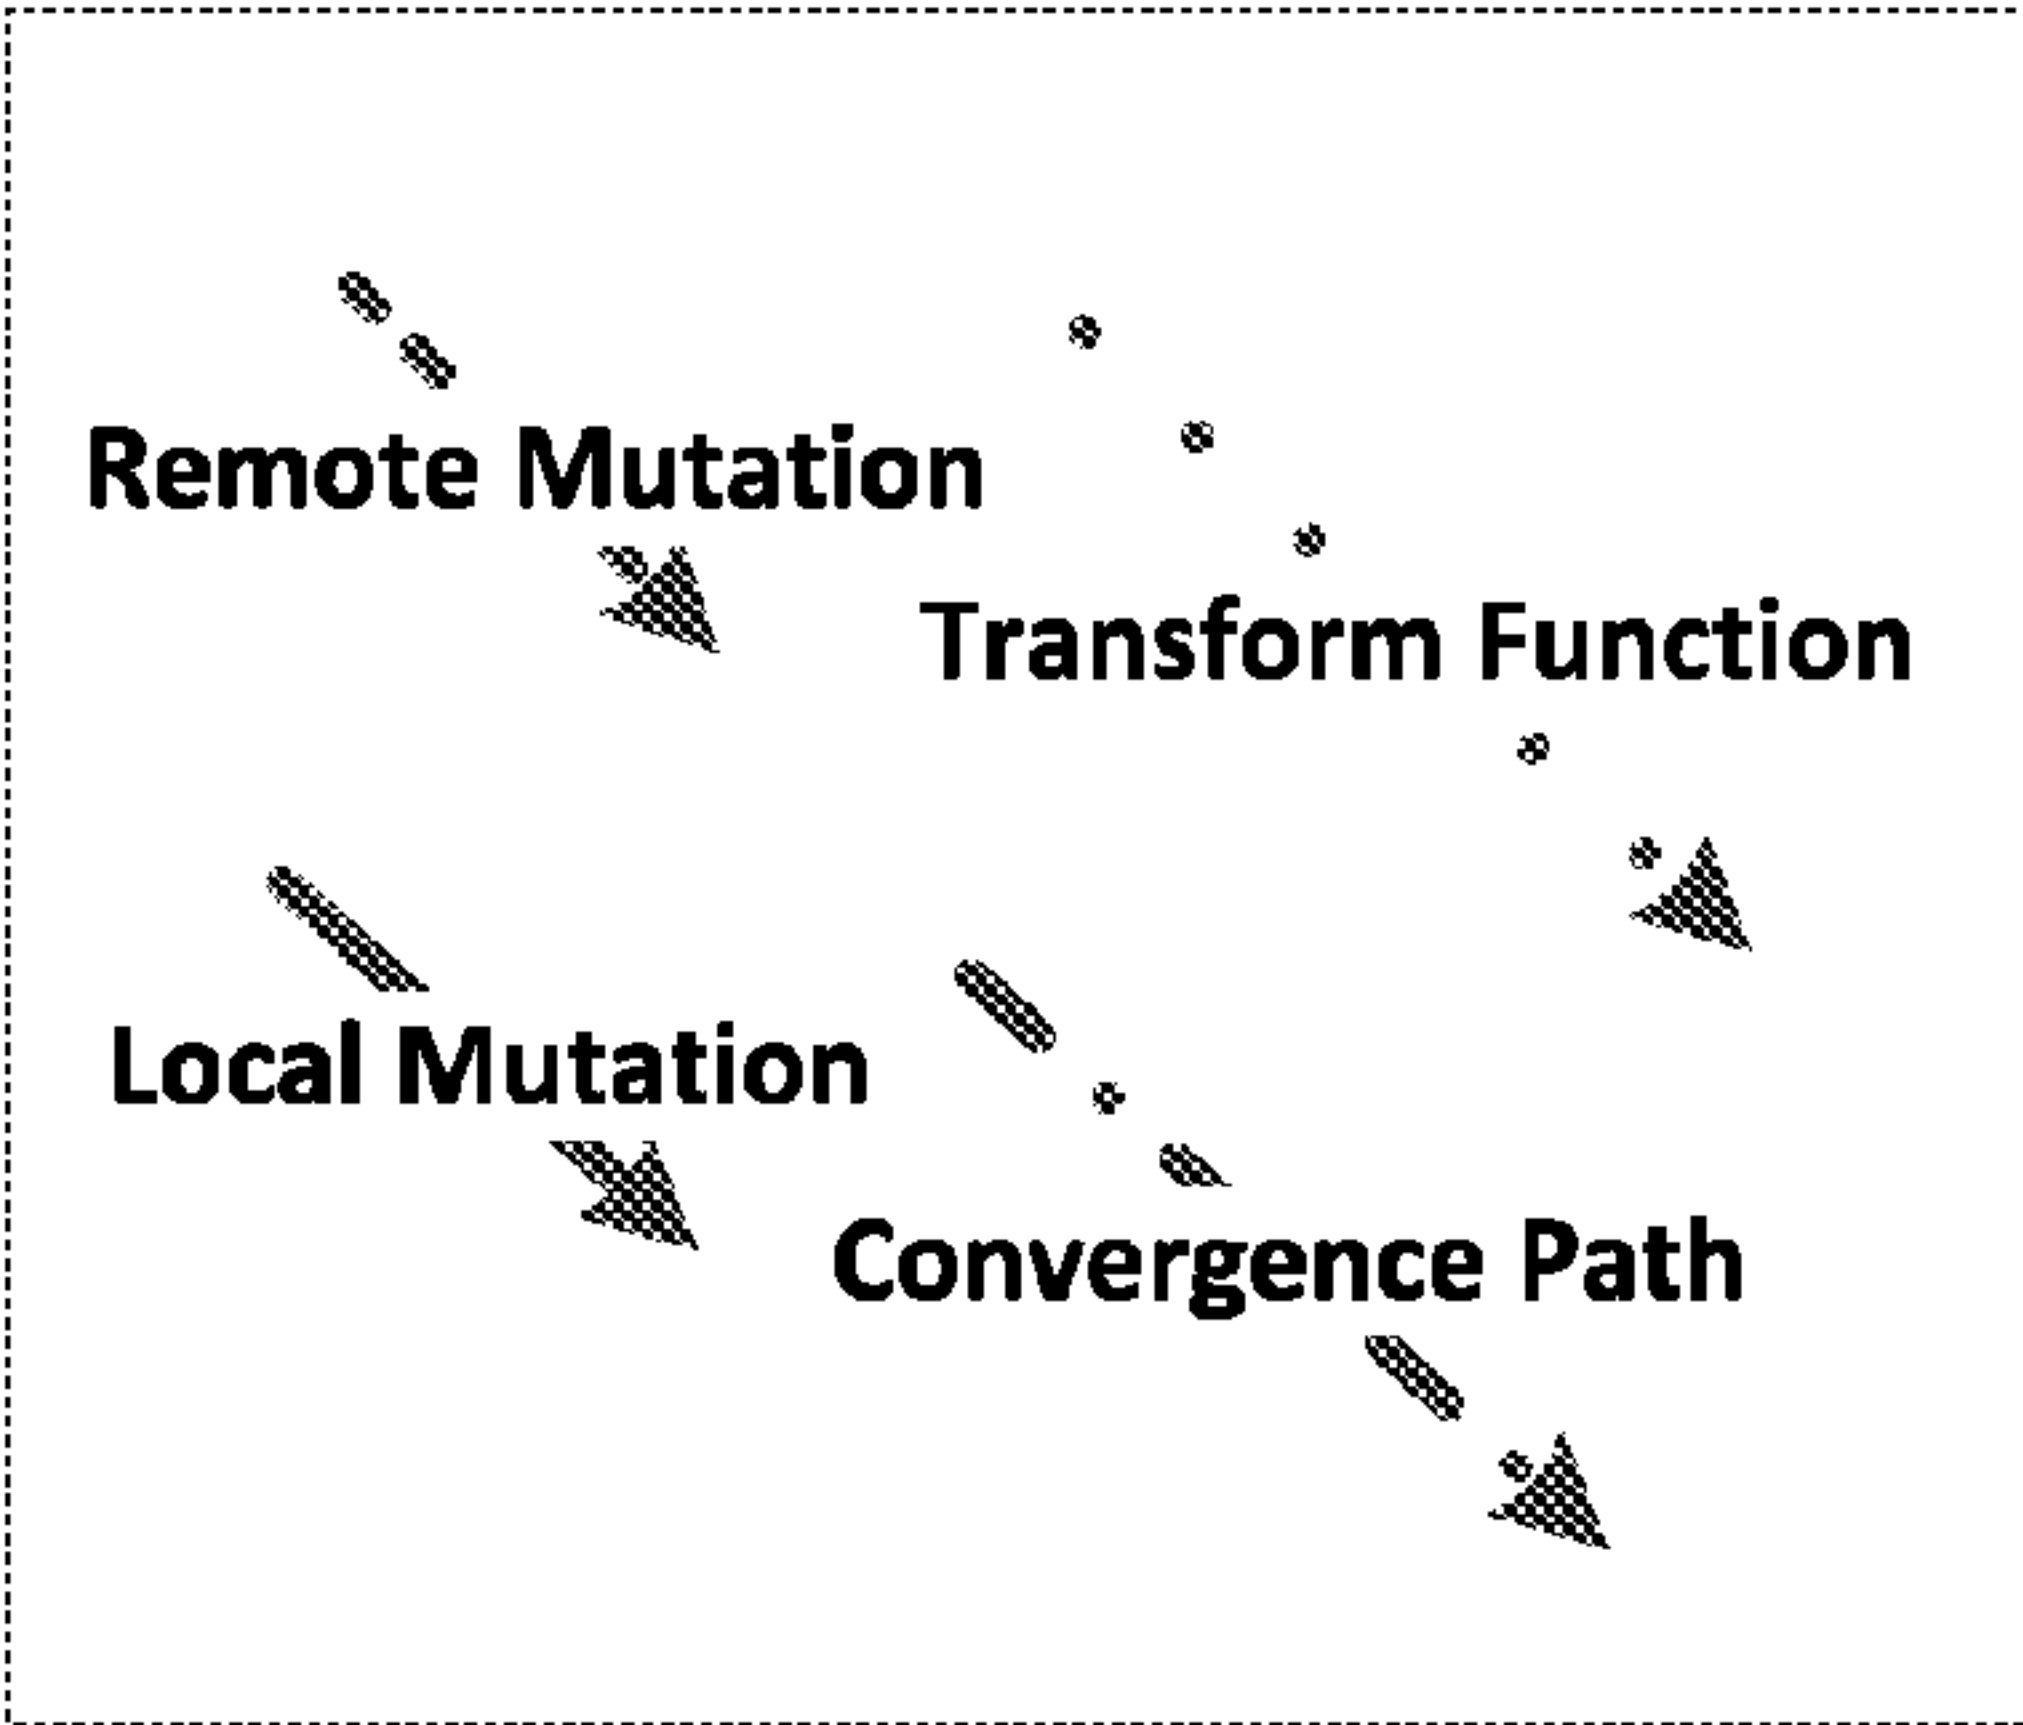 Remote Mutation
Transform Function
Local Mutation
Convergence Path